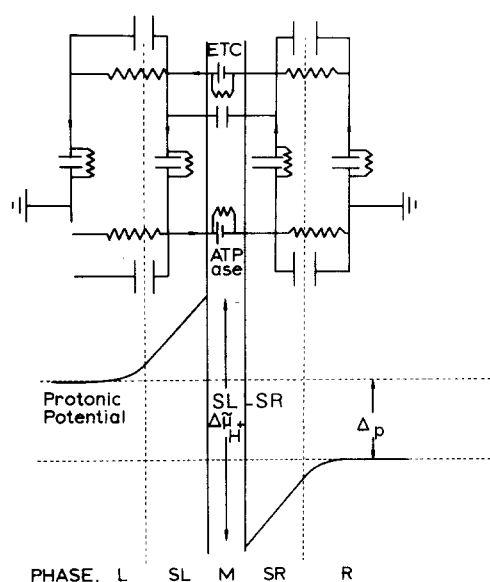 ETC
ATP
ase
Protonic
Potential
SL - SR
Δμ̃H+
Δp
PHASE. L SL M SR R